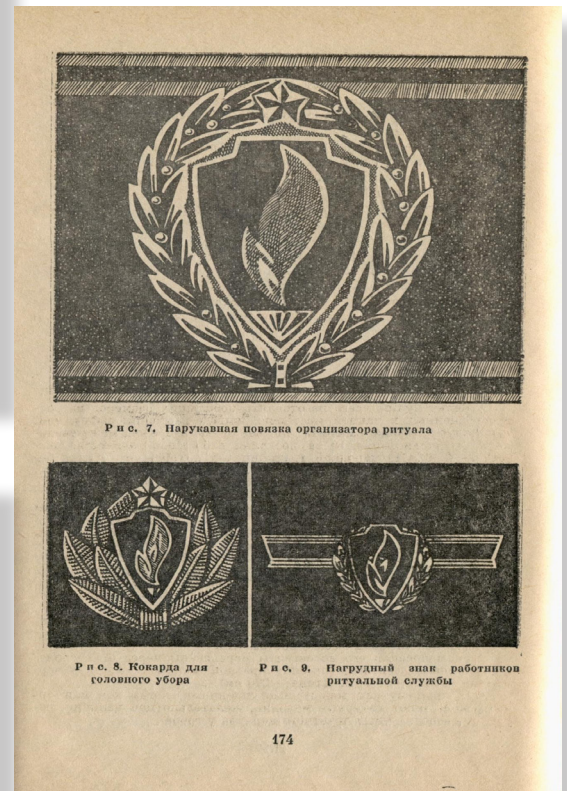 Рис. 7. Нарукавная повязка организатора ритуала
Рис. 8. Кокарда для
головного убора
Рис. 9. Нагрудный знак работников
ритуальной службы
174